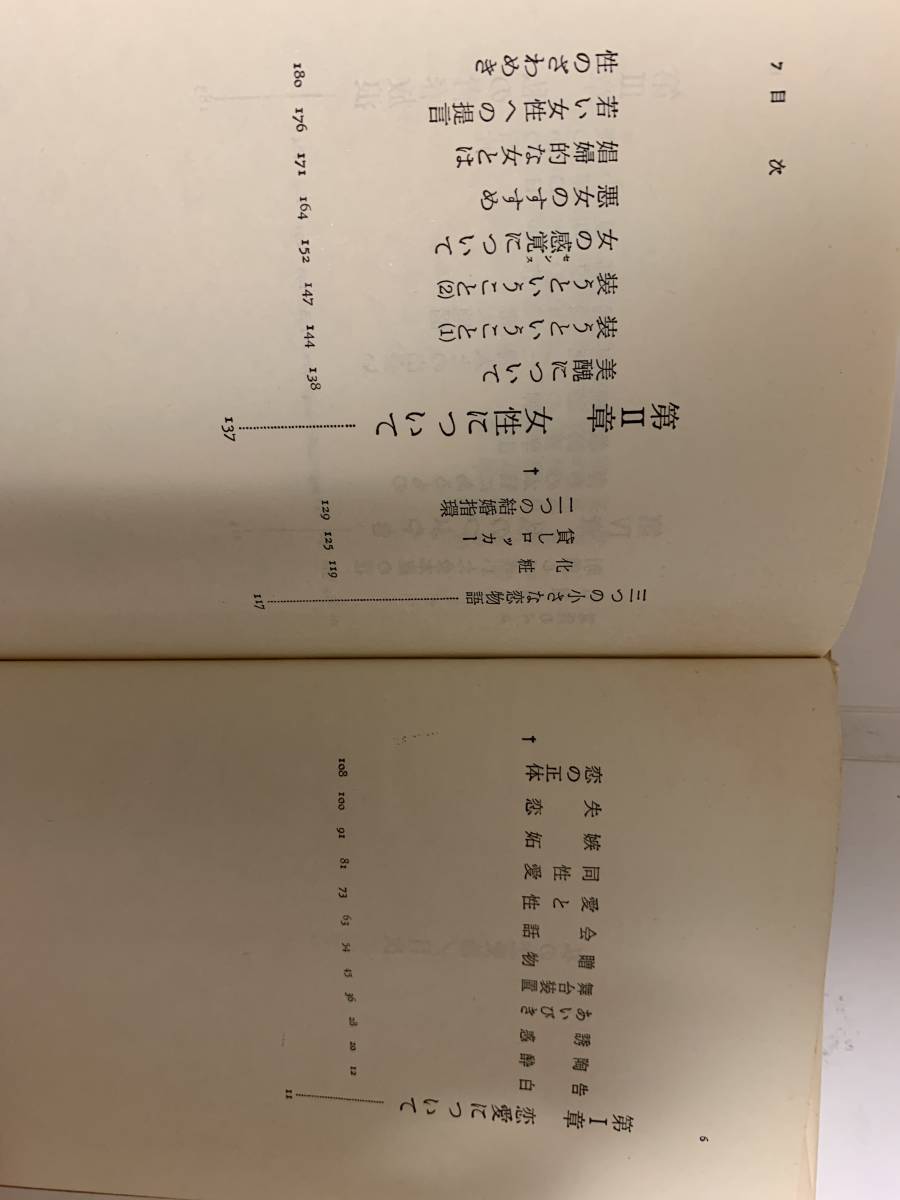 6
第Ⅰ章 恋愛について 11
告白 12
陶酔 20
誘惑 28
あいびき 36
舞台装置 45
贈物 54
会話 63
愛と性 73
同性愛 81
嫉妬 91
失恋 100
恋の正体 108
†
三つの小さな恋物語 117
化粧 119
貸しロッカー 125
二つの結婚指環 129
†
第Ⅱ章 女性について 137
美醜について 138
装うということ(1) 144
装うということ(2) 147
女の感覚について 152
センス
悪女のすすめ 164
娼婦的な女とは 171
若い女性への提言 176
性のざわめき 180
7 目次